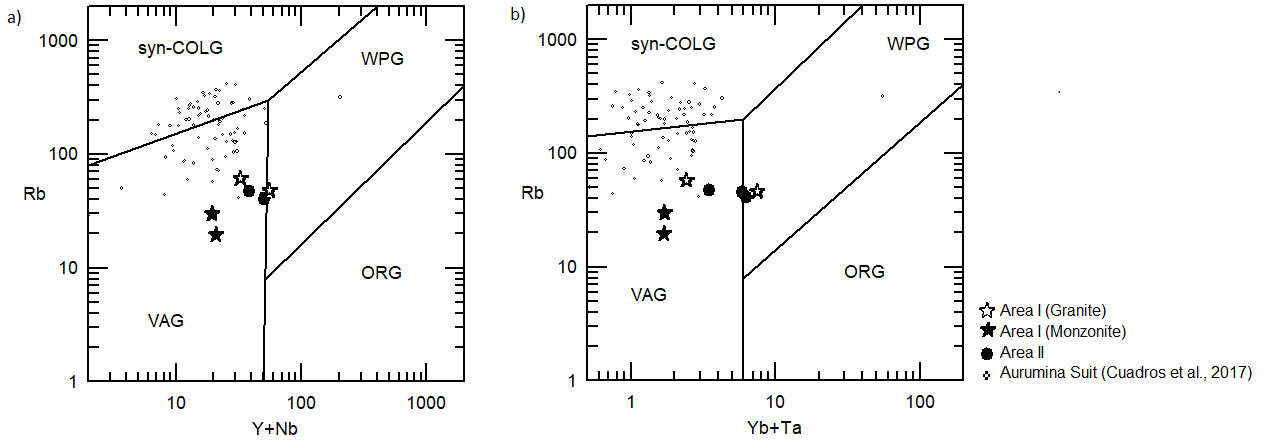 a)
1000
100
10
1
Rb
syn-COLG
WPG
VAG
ORG
10
100
1000
Y+Nb
b)
1000
100
10
1
Rb
syn-COLG
WPG
VAG
ORG
1
10
100
Yb+Ta
Area I (Granite)
Area I (Monzonite)
Area II
Aurumina Suit (Cuadros et al., 2017)